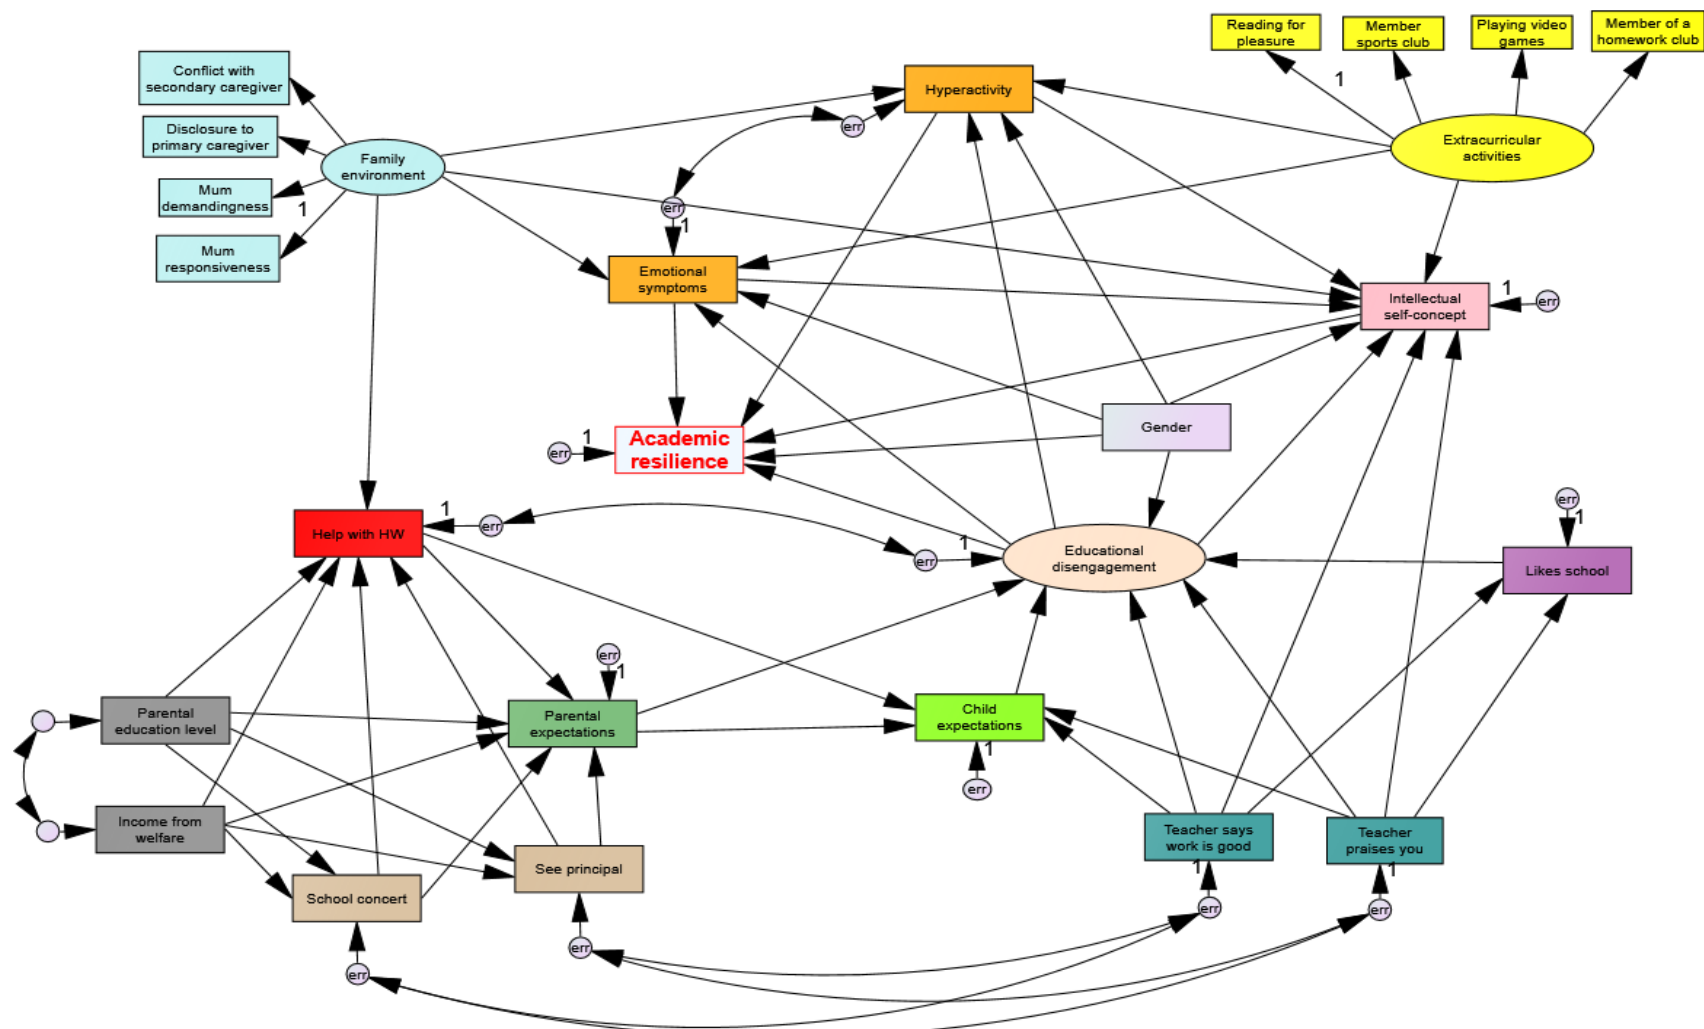 Reading for
pleasure
Member
sports club
Playing video
games
Member of a
homework club
1
Conflict with
secondary caregiver
Hyperactivity
Disclosure to
primary caregiver
err
Extracurricular
activities
Family
environment
Mum
demandingness
1
err
1
Mum
responsiveness
Emotional
symptoms
Intellectual
self-concept
1
err
Gender
err
1
Academic
resilience
Help with HW
1
err
err
1
Educational
disengagement
err
1
Likes school
err
1
Parental
education level
Parental
expectations
Child
expectations
1
err
Income from
welfare
See principal
School concert
Teacher says
work is good
1
Teacher
praises you
1
err
err
err
err